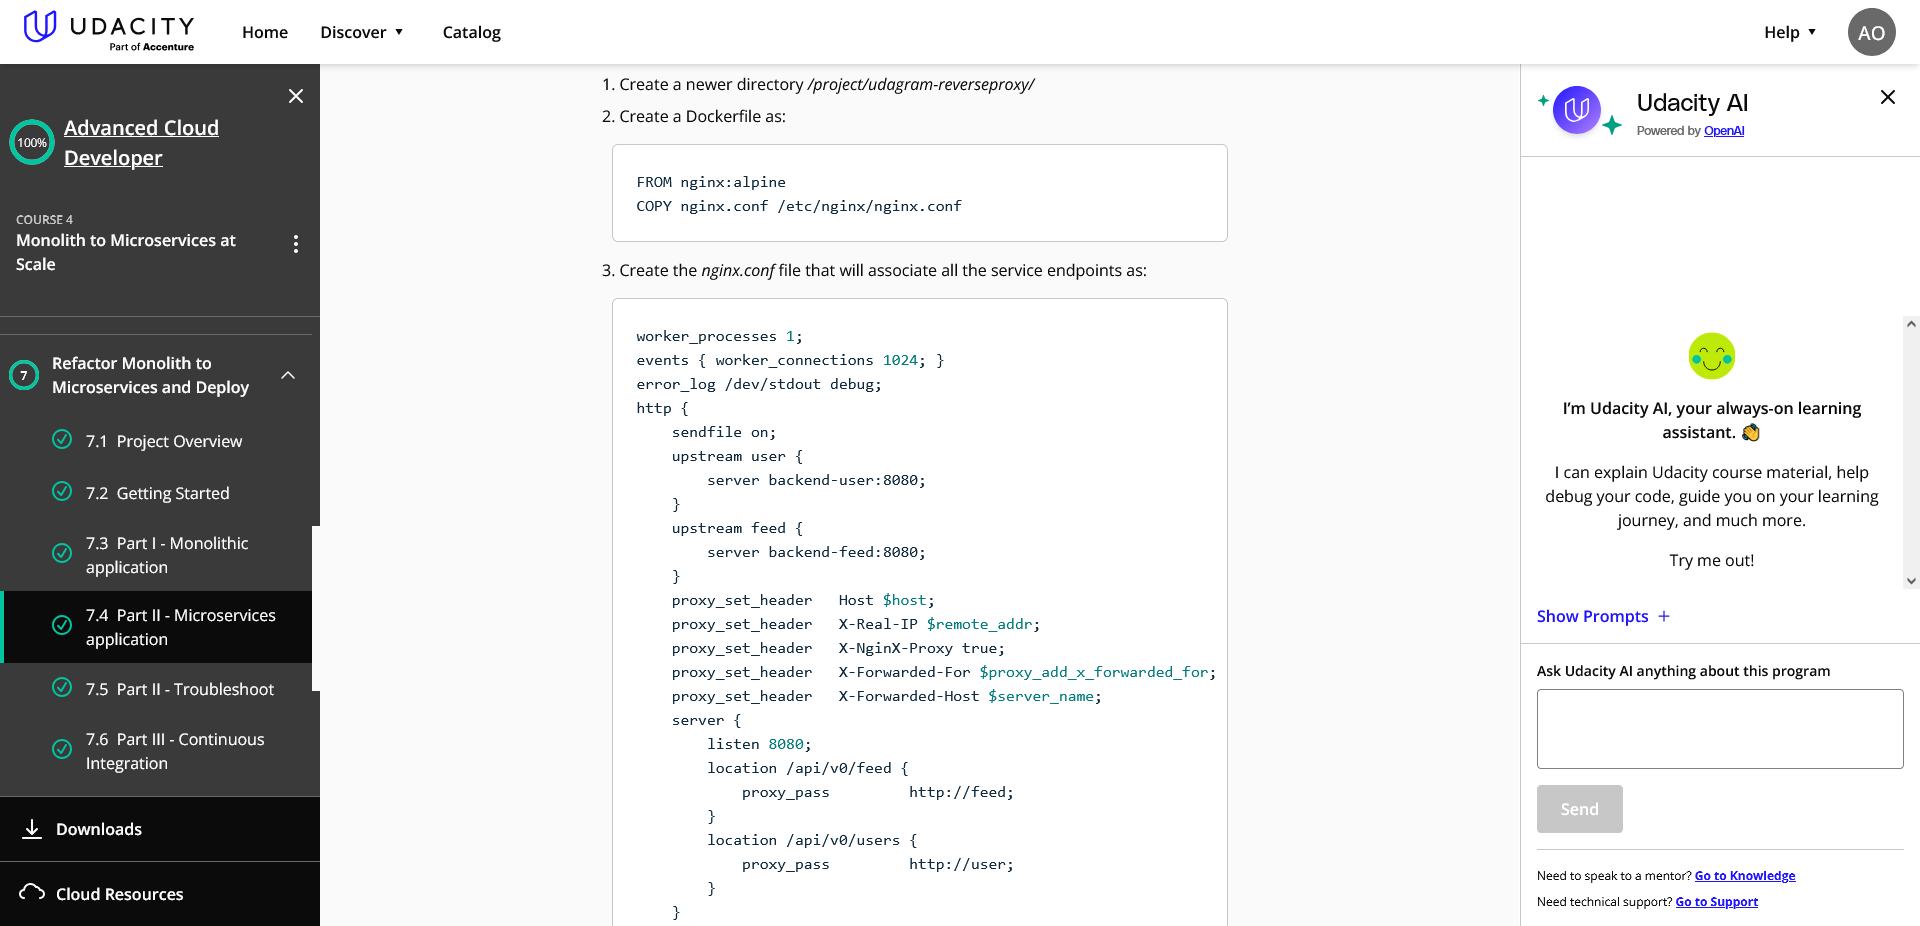 UDACITY
Part of Accenture
Home
Discover
Catalog
Help
AO
100%
Advanced Cloud
Developer
COURSE 4
Monolith to Microservices at
Scale
7
Refactor Monolith to
Microservices and Deploy
7.1 Project Overview
7.2 Getting Started
7.3 Part I - Monolithic
application
7.4 Part II - Microservices
application
7.5 Part II - Troubleshoot
7.6 Part III - Continuous
Integration
Downloads
Cloud Resources
1. Create a newer directory /project/udagram-reverseproxy/
2. Create a Dockerfile as:
FROM nginx:alpine
COPY nginx.conf /etc/nginx/nginx.conf
3. Create the nginx.conf file that will associate all the service endpoints as:
worker_processes 1;
events { worker_connections 1024; }
error_log /dev/stdout debug;
http {
    sendfile on;
    upstream user {
        server backend-user:8080;
    }
    upstream feed {
        server backend-feed:8080;
    }
    proxy_set_header   Host $host;
    proxy_set_header   X-Real-IP $remote_addr;
    proxy_set_header   X-NginX-Proxy true;
    proxy_set_header   X-Forwarded-For $proxy_add_x_forwarded_for;
    proxy_set_header   X-Forwarded-Host $server_name;
    server {
        listen 8080;
        location /api/v0/feed {
            proxy_pass         http://feed;
        }
        location /api/v0/users {
            proxy_pass         http://user;
        }
    }
Udacity AI
Powered by OpenAI
I'm Udacity AI, your always-on learning
assistant. 👏
I can explain Udacity course material, help
debug your code, guide you on your learning
journey, and much more.
Try me out!
Show Prompts +
Ask Udacity AI anything about this program
Send
Need to speak to a mentor? Go to Knowledge
Need technical support? Go to Support